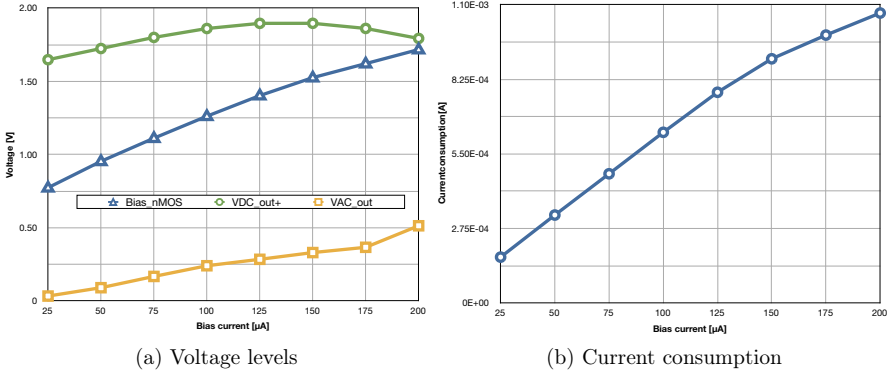 2.00
1.50
1.00
0.50
0
Voltage [V]
Bias_nMOS VDC_out+ VAC_out
25 50 75 100 125 150 175 200
Bias current [µA]
(a) Voltage levels
1.10E-03
8.25E-04
5.50E-04
2.75E-04
0E+00
Currentconsumption[A]
25 50 75 100 125 150 175 200
Bias current [µA]
(b) Current consumption